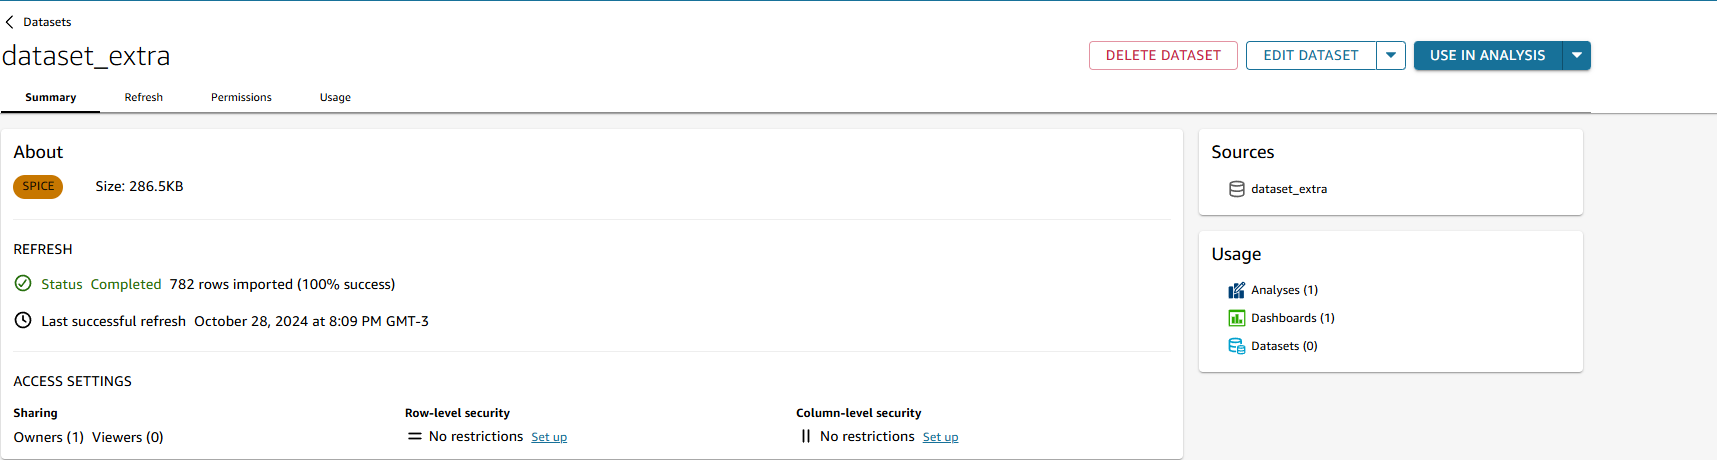 Datasets
dataset_extra
DELETE DATASET EDIT DATASET USE IN ANALYSIS
Summary Refresh Permissions Usage
About
SPICE Size: 286.5KB
REFRESH
Status Completed 782 rows imported (100% success)
Last successful refresh October 28, 2024 at 8:09 PM GMT-3
ACCESS SETTINGS
Sharing Row-level security Column-level security
Owners (1) Viewers (0) No restrictions Set up No restrictions Set up
Sources
dataset_extra
Usage
Analyses (1)
Dashboards (1)
Datasets (0)